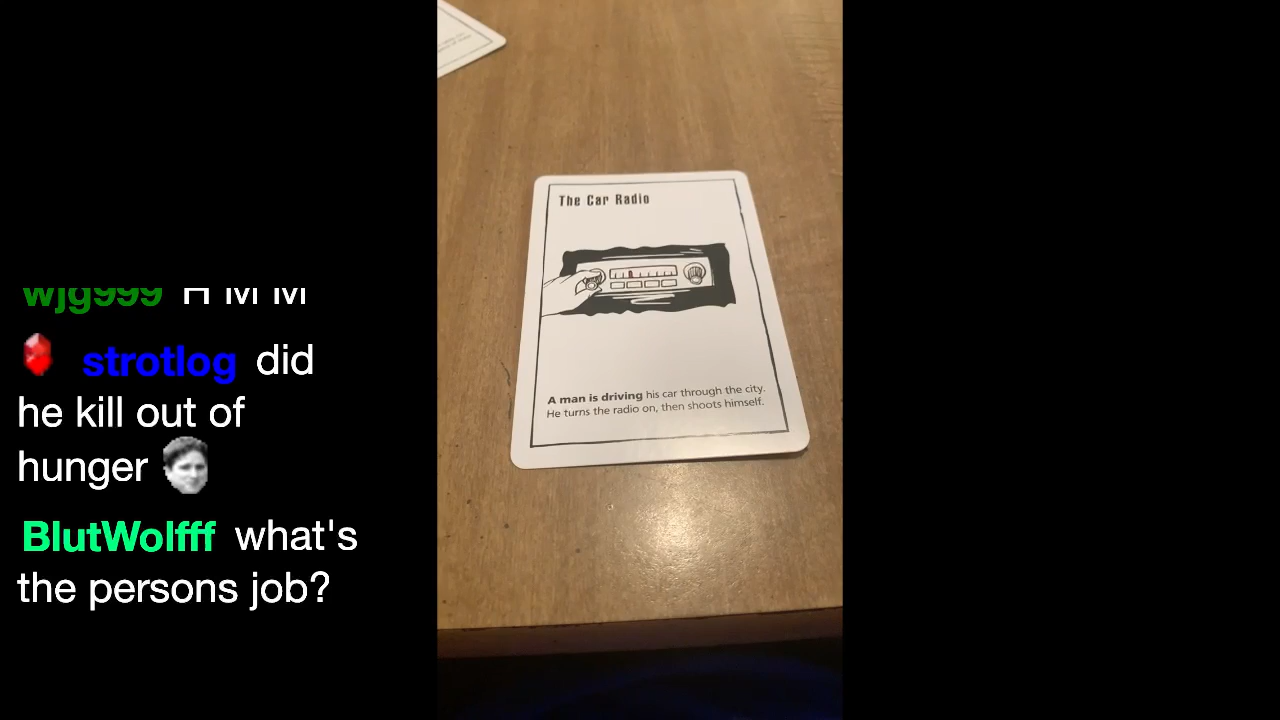 wjg999 HMM
strotlog did
he kill out of
hunger
BlutWolfff what's
the persons job?
The Car Radio
A man is driving his car through the city.
He turns the radio on, then shoots himself.